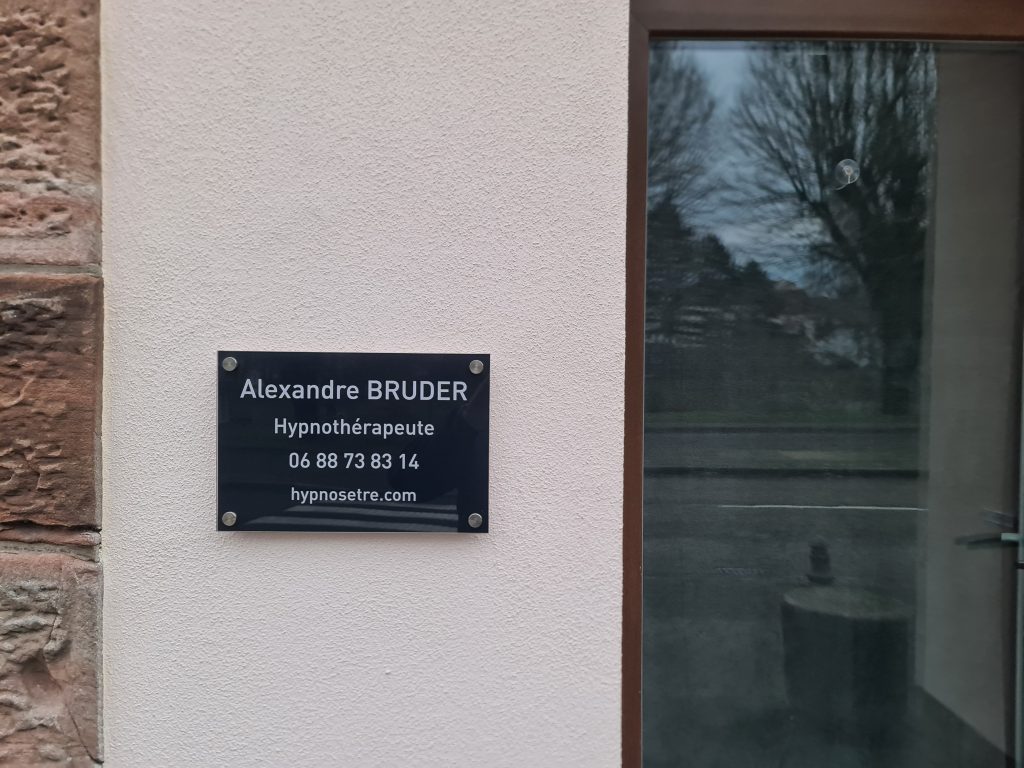 Alexandre BRUDER
Hypnothérapeute
06 88 73 83 14
hypnosetre.com